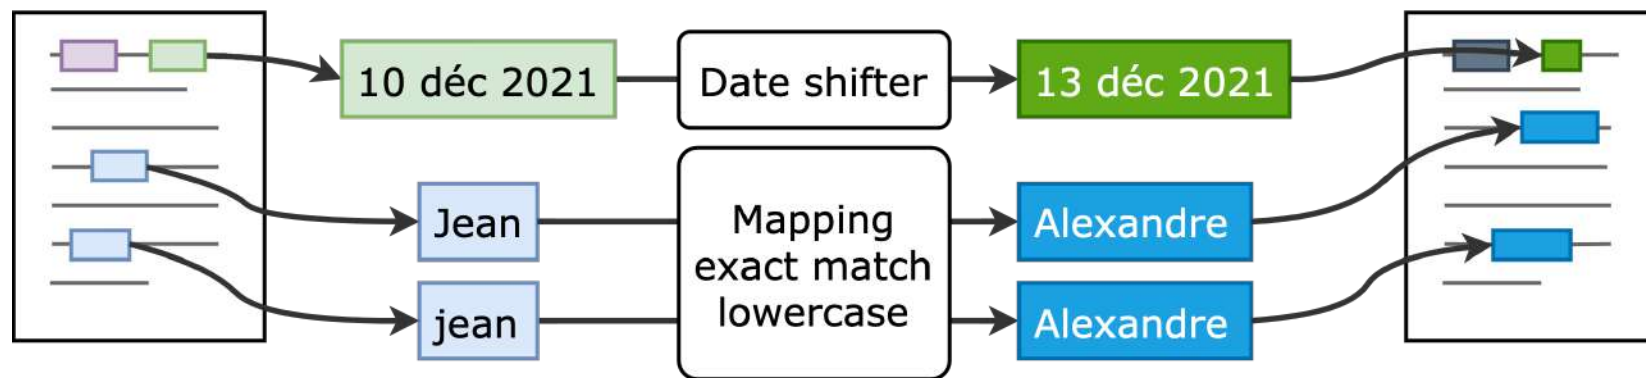 10 déc 2021
Date shifter
13 déc 2021
Jean
Mapping
exact match
lowercase
Alexandre
jean
Alexandre